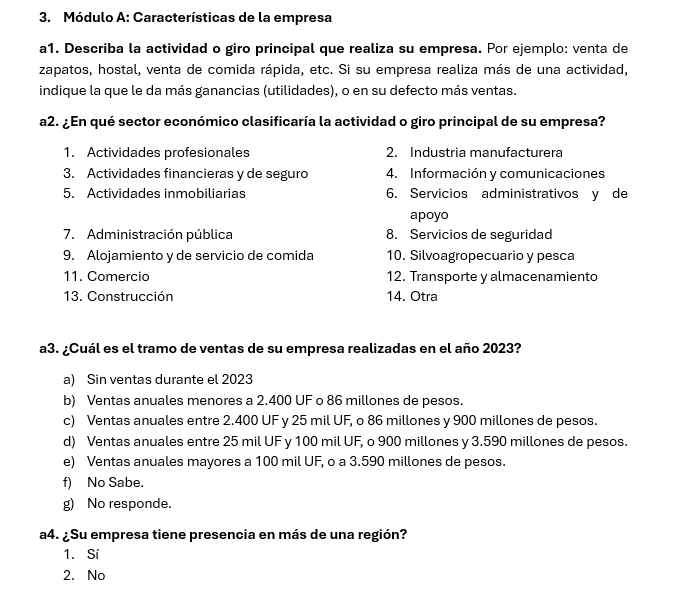 3. Módulo A: Características de la empresa
a1. Describa la actividad o giro principal que realiza su empresa. Por ejemplo: venta de
zapatos, hostal, venta de comida rápida, etc. Si su empresa realiza más de una actividad,
indique la que le da más ganancias (utilidades), o en su defecto más ventas.
a2. ¿En qué sector económico clasificaría la actividad o giro principal de su empresa?
1. Actividades profesionales
2. Industria manufacturera
3. Actividades financieras y de seguro
4. Información y comunicaciones
5. Actividades inmobiliarias
6. Servicios administrativos y de
apoyo
7. Administración pública
8. Servicios de seguridad
9. Alojamiento y de servicio de comida
10. Silvoagropecuario y pesca
11. Comercio
12. Transporte y almacenamiento
13. Construcción
14. Otra
a3. ¿Cuál es el tramo de ventas de su empresa realizadas en el año 2023?
a) Sin ventas durante el 2023
b) Ventas anuales menores a 2.400 UF o 86 millones de pesos.
c) Ventas anuales entre 2.400 UF y 25 mil UF, o 86 millones y 900 millones de pesos.
d) Ventas anuales entre 25 mil UF y 100 mil UF, o 900 millones y 3.590 millones de pesos.
e) Ventas anuales mayores a 100 mil UF, o a 3.590 millones de pesos.
f) No Sabe.
g) No responde.
a4. ¿Su empresa tiene presencia en más de una región?
1. Sí
2. No